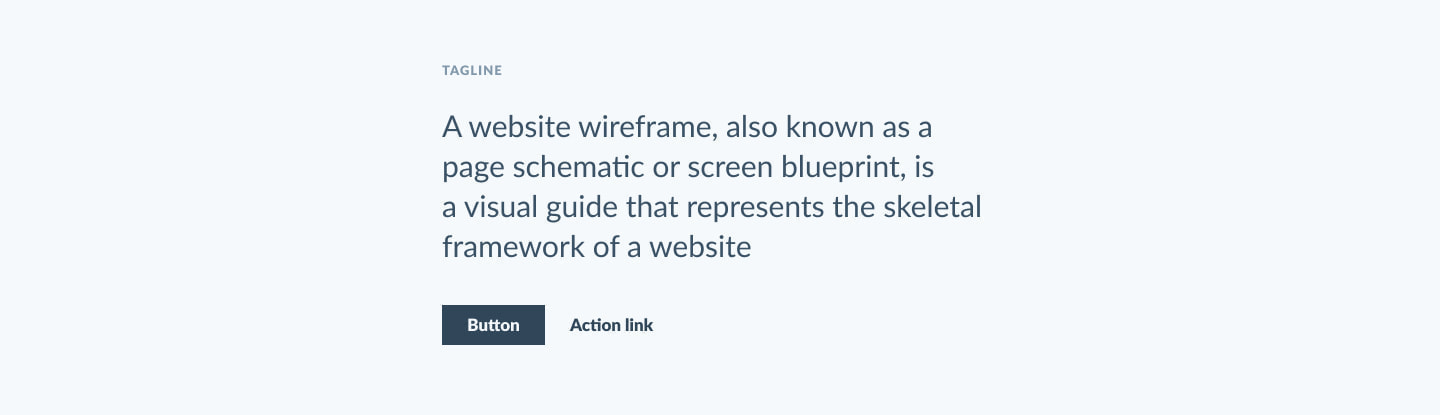 TAGLINE
A website wireframe, also known as a
page schematic or screen blueprint, is
a visual guide that represents the skeletal
framework of a website
Button
Action link